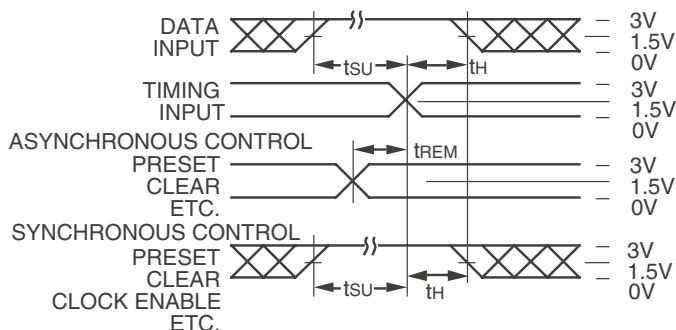 DATA
INPUT
3V
1.5V
0V
tSU
tH
TIMING
INPUT
3V
1.5V
0V
ASYNCHRONOUS CONTROL
PRESET
CLEAR
ETC.
tREM
3V
1.5V
0V
SYNCHRONOUS CONTROL
PRESET
CLEAR
CLOCK ENABLE
ETC.
tSU
tH
3V
1.5V
0V